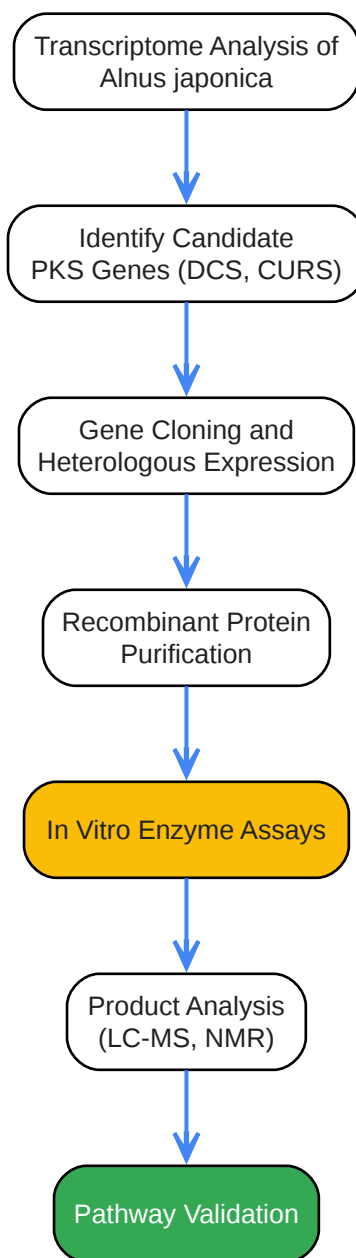 Transcriptome Analysis of
Alnus japonica
Identify Candidate
PKS Genes (DCS, CURS)
Gene Cloning and
Heterologous Expression
Recombinant Protein
Purification
In Vitro Enzyme Assays
Product Analysis
(LC-MS, NMR)
Pathway Validation